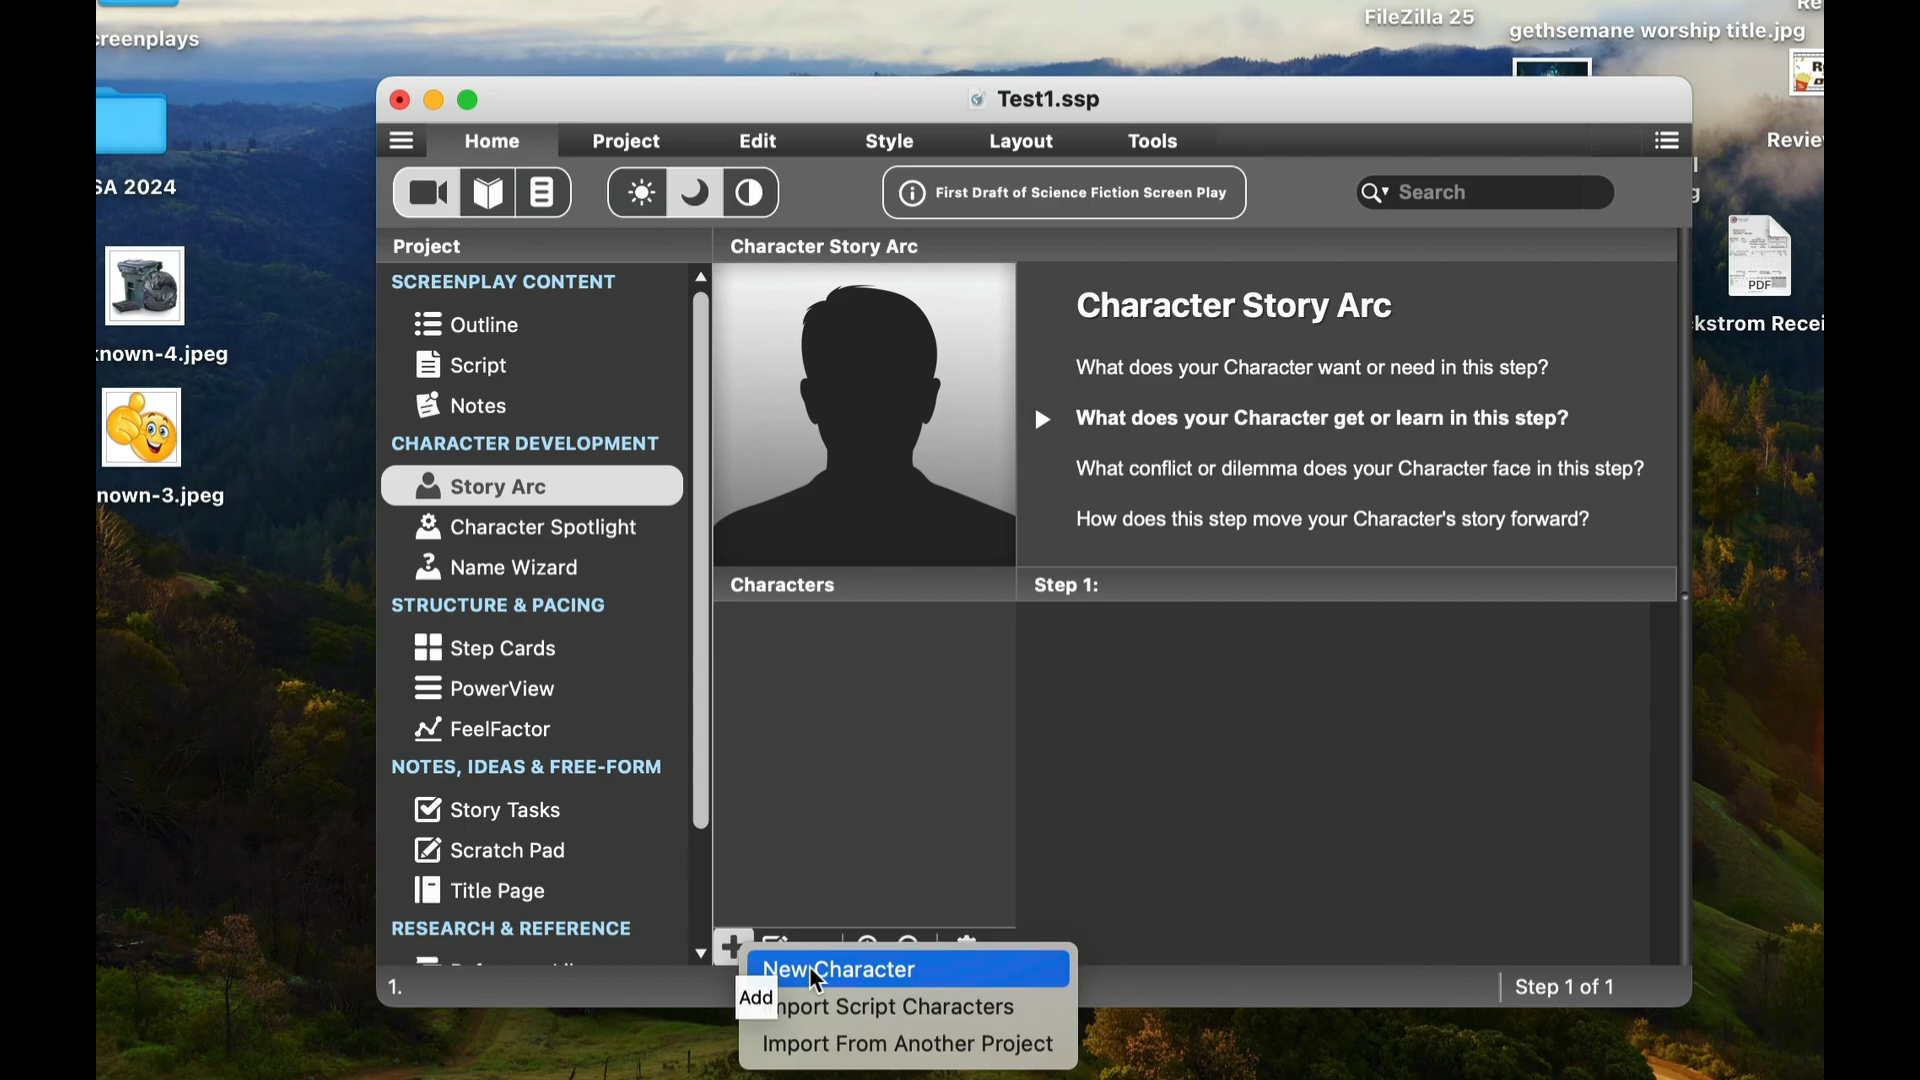 creenplays
FileZilla 25
gethsemane worship title.jpg
Re
SA 2024
Revie
PDF
kstrom Recei
nown-4.jpeg
nown-3.jpeg
Test1.ssp
Home
Project
Edit
Style
Layout
Tools
First Draft of Science Fiction Screen Play
Search
Project
Character Story Arc
SCREENPLAY CONTENT
Outline
Script
Notes
CHARACTER DEVELOPMENT
Story Arc
Character Spotlight
Name Wizard
STRUCTURE & PACING
Step Cards
PowerView
FeelFactor
NOTES, IDEAS & FREE-FORM
Story Tasks
Scratch Pad
Title Page
RESEARCH & REFERENCE
Character Story Arc
What does your Character want or need in this step?
What does your Character get or learn in this step?
What conflict or dilemma does your Character face in this step?
How does this step move your Character's story forward?
Characters
Step 1:
New Character
Add
mport Script Characters
Import From Another Project
1.
Step 1 of 1